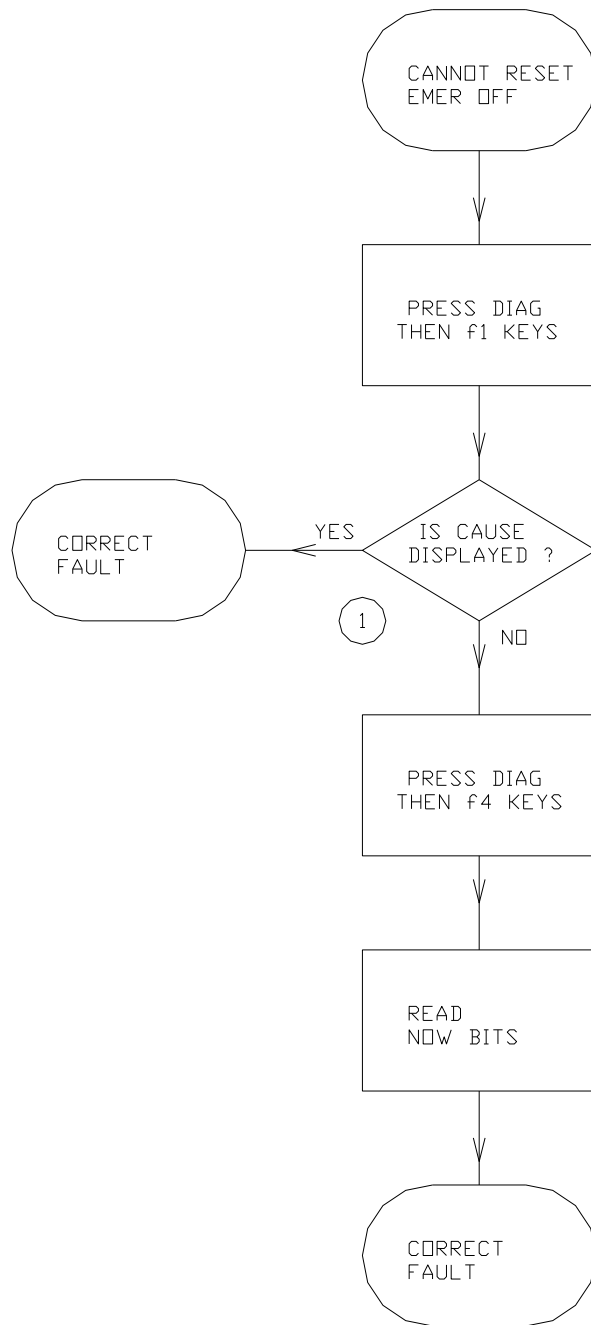 CANNOT RESET
EMER OFF
PRESS DIAG
THEN f1 KEYS
IS CAUSE
DISPLAYED ?
YES
CORRECT
FAULT
1
NO
PRESS DIAG
THEN f4 KEYS
READ
NOW BITS
CORRECT
FAULT